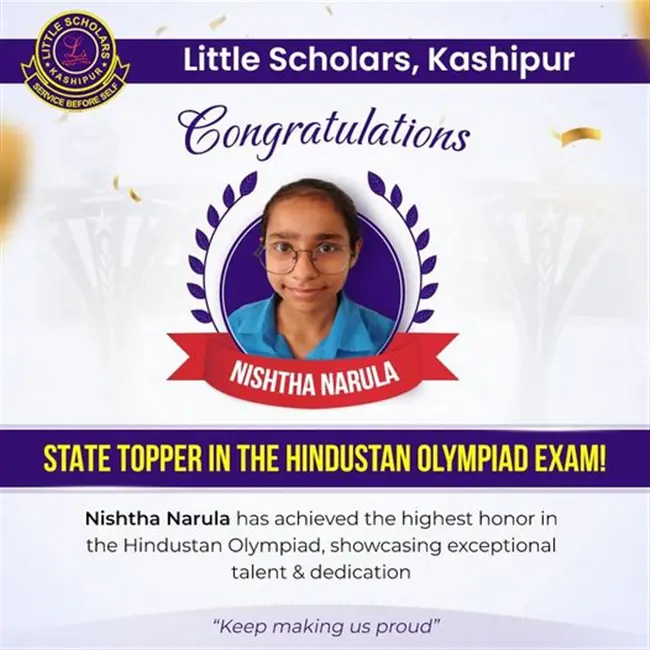 LITTLE SCHOLARS
Ls
★ KASHIPUR ★
SERVICE BEFORE SELF
Little Scholars, Kashipur
Congratulations
NISHTHA NARULA
STATE TOPPER IN THE HINDUSTAN OLYMPIAD EXAM!
Nishtha Narula has achieved the highest honor in
the Hindustan Olympiad, showcasing exceptional
talent & dedication
“Keep making us proud”